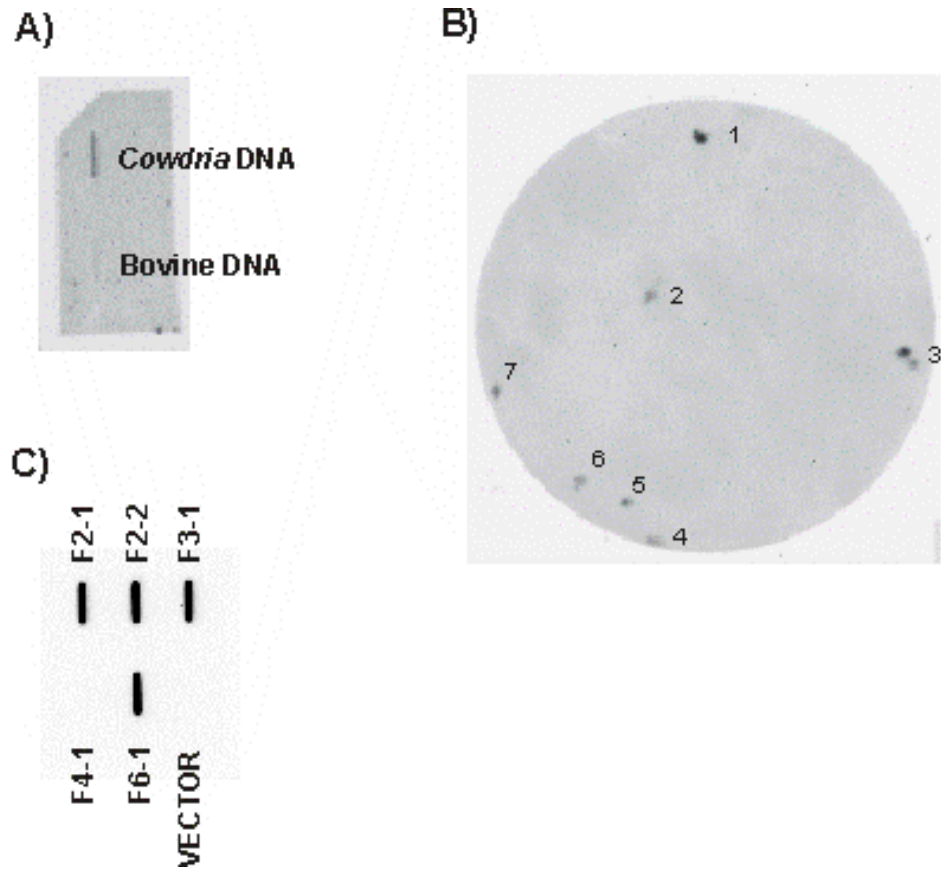 A)
Cowdria DNA
Bovine DNA
B)
1
2
3
7
6
5
4
C)
F2-1
F2-2
F3-1
F4-1
F6-1
VECTOR